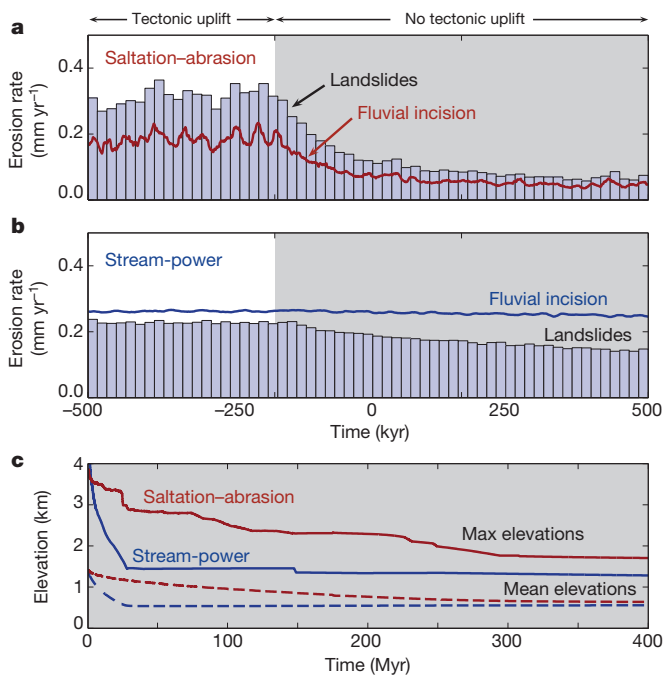 Tectonic uplift No tectonic uplift
a
Saltation–abrasion
Landslides
Fluvial incision
Erosion rate
(mm yr⁻¹)
0.4
0.2
0.0
b
Stream-power
Fluvial incision
Landslides
Erosion rate
(mm yr⁻¹)
0.4
0.2
0.0
−500 −250 0 250 500
Time (kyr)
c
Saltation–abrasion
Max elevations
Stream-power
Mean elevations
Elevation (km)
4
3
2
1
0
0 100 200 300 400
Time (Myr)